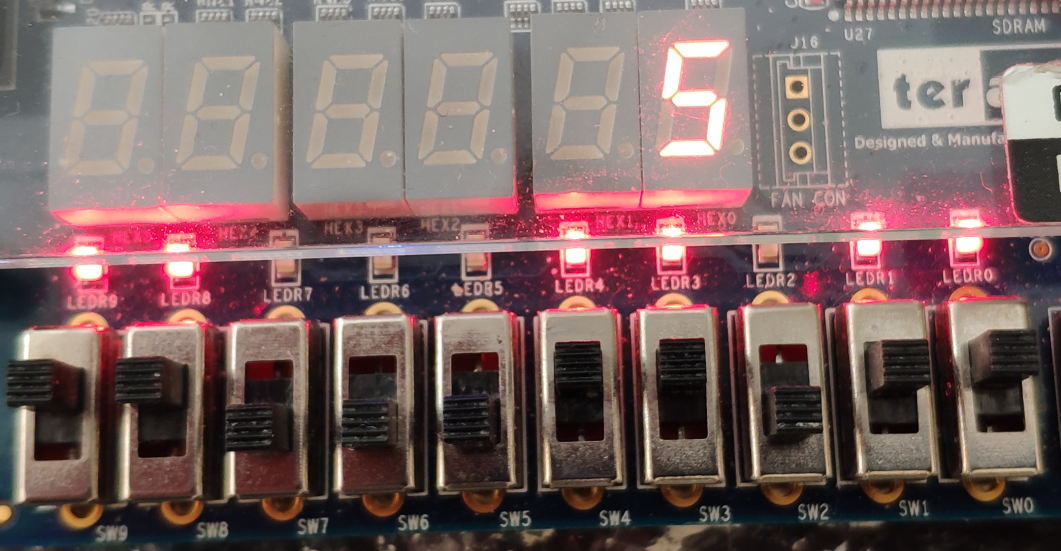 J16
U27
SDRAM
ter
Designed & Manufa
FAN CON
HEX3
HEX2
HEX1
HEX0
5
LEDR9
LEDR8
LEDR7
LEDR6
LEDR5
LEDR4
LEDR3
LEDR2
LEDR1
LEDR0
SW9
SW8
SW7
SW6
SW5
SW4
SW3
SW2
SW1
SW0